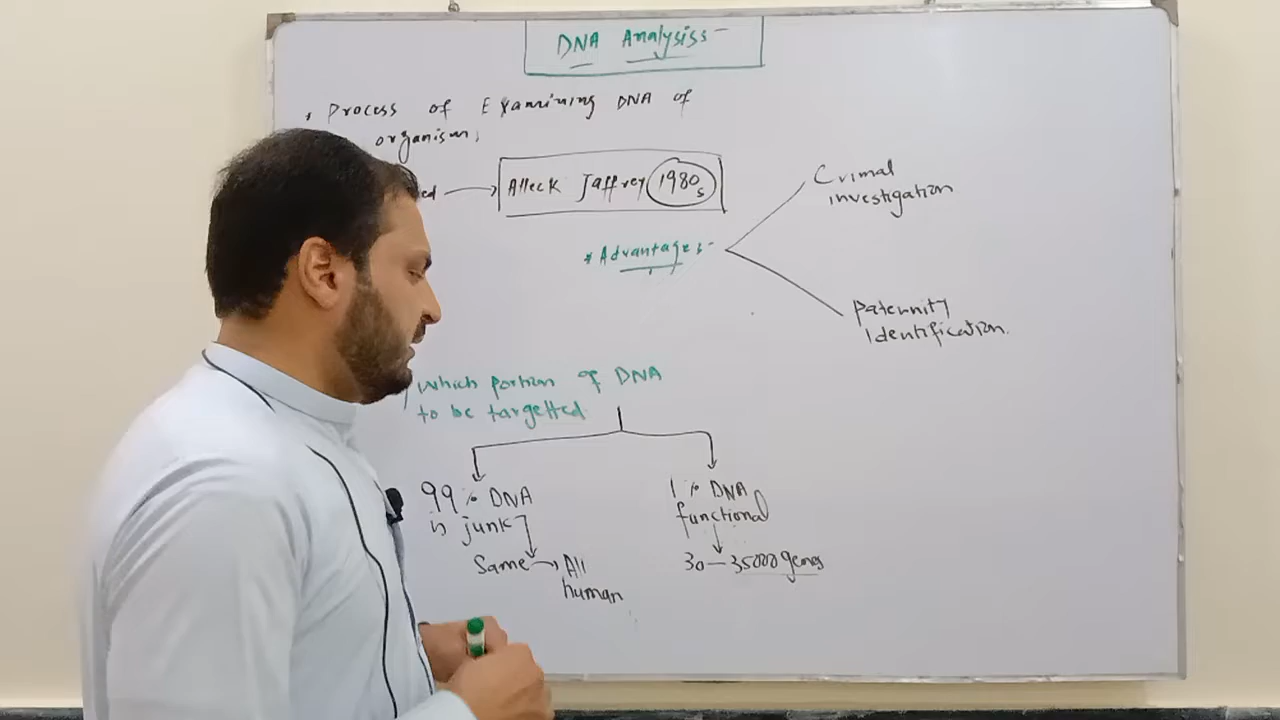 DNA Analysiss-
* Process of Examining DNA of
organism,
Alleck Jaffrey 1980s
* Advantages:-
Crimal
investigation
Paternity
Identification.
which portion of DNA
to be targetted
99% DNA
is junk
Same → All
human
1% DNA
functional
30-35000 genes